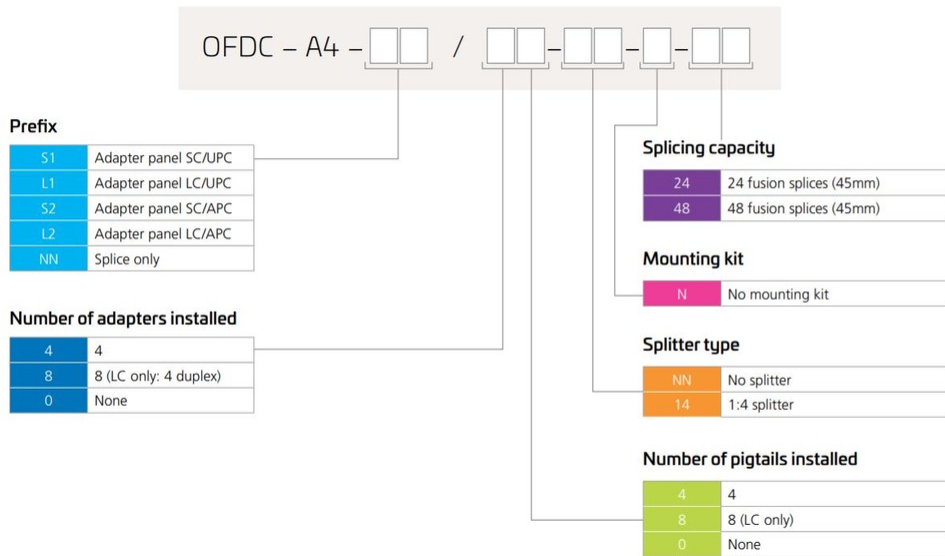 OFDC – A4 – / - - -
Prefix
S1 Adapter panel SC/UPC
L1 Adapter panel LC/UPC
S2 Adapter panel SC/APC
L2 Adapter panel LC/APC
NN Splice only
Number of adapters installed
4 4
8 8 (LC only: 4 duplex)
0 None
Splicing capacity
24 24 fusion splices (45mm)
48 48 fusion splices (45mm)
Mounting kit
N No mounting kit
Splitter type
NN No splitter
14 1:4 splitter
Number of pigtails installed
4 4
8 8 (LC only)
0 None